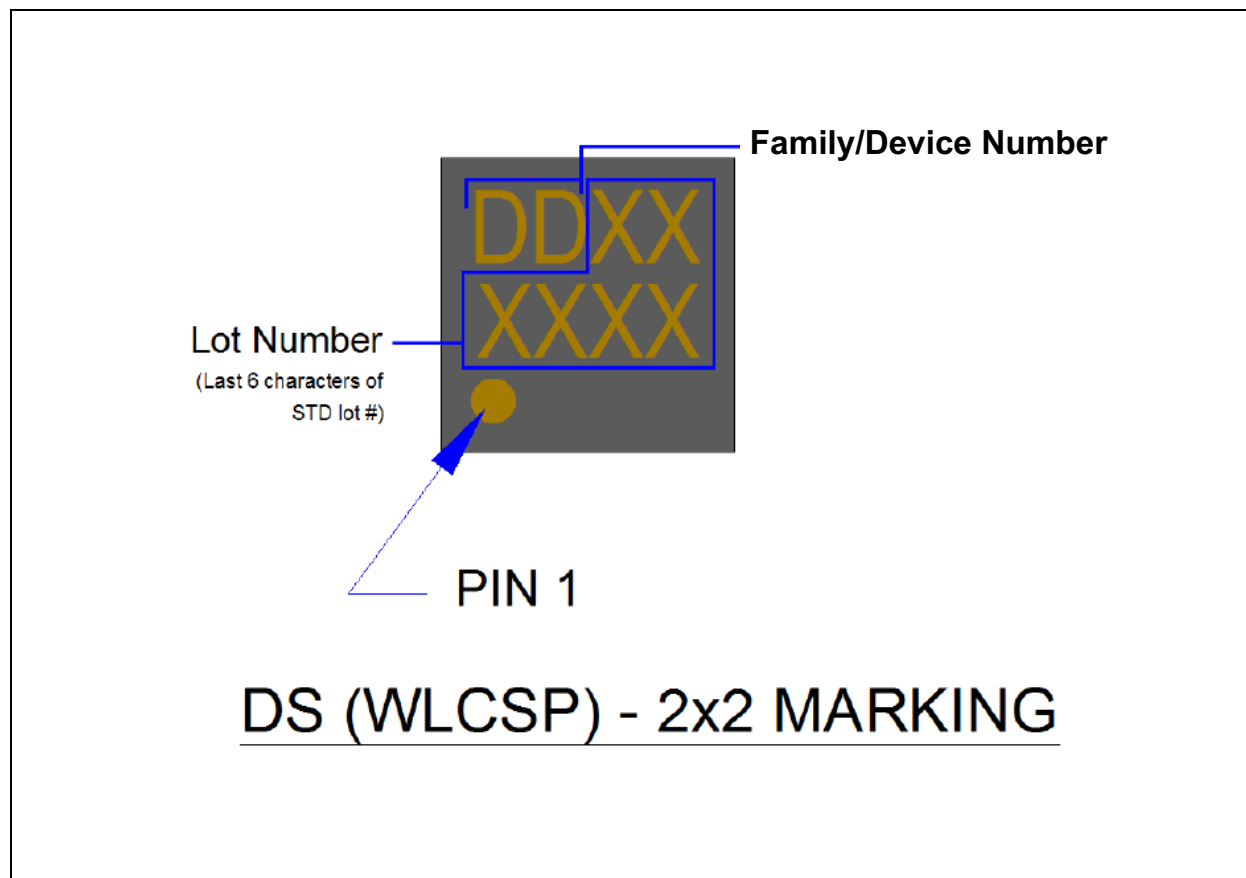 Family/Device Number
DDXX
XXXX
Lot Number
(Last 6 characters of
STD lot #)
PIN 1
DS (WLCSP) - 2x2 MARKING